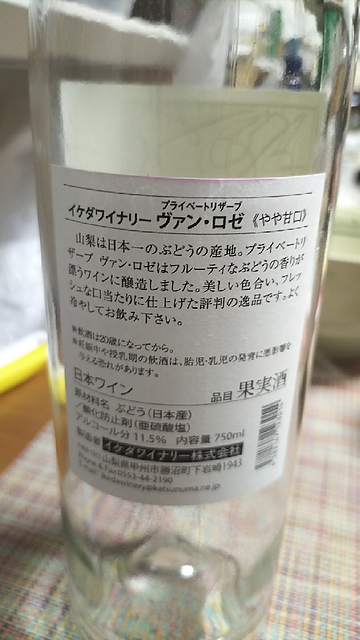 プライベートリザーブ
イケダワイナリー ヴァン・ロゼ 《やや甘口》
山梨は日本一のぶどうの産地。プライベートリ
ザーブ ヴァン・ロゼはフルーティなぶどうの香りが
漂うワインに醸造しました。美しい色合い、フレッ
シュな口当たりに仕上げた評判の逸品です。よく
冷やしてお飲み下さい。
※飲酒は20歳になってから。
※妊娠中や授乳期の飲酒は、胎児・乳児の発育に悪影響を
与える恐れがあります。
日本ワイン 品目 果実酒
原材料名 ぶどう(日本産)
/酸化防止剤(亜硫酸塩)
アルコール分 11.5% 内容量 750ml
製造者 イケダワイナリー株式会社
山梨県甲州市勝沼町下岩崎1943
Phone & Fax 0553-44-2190
E-mail ikedawinery@katsunuma.ne.jp